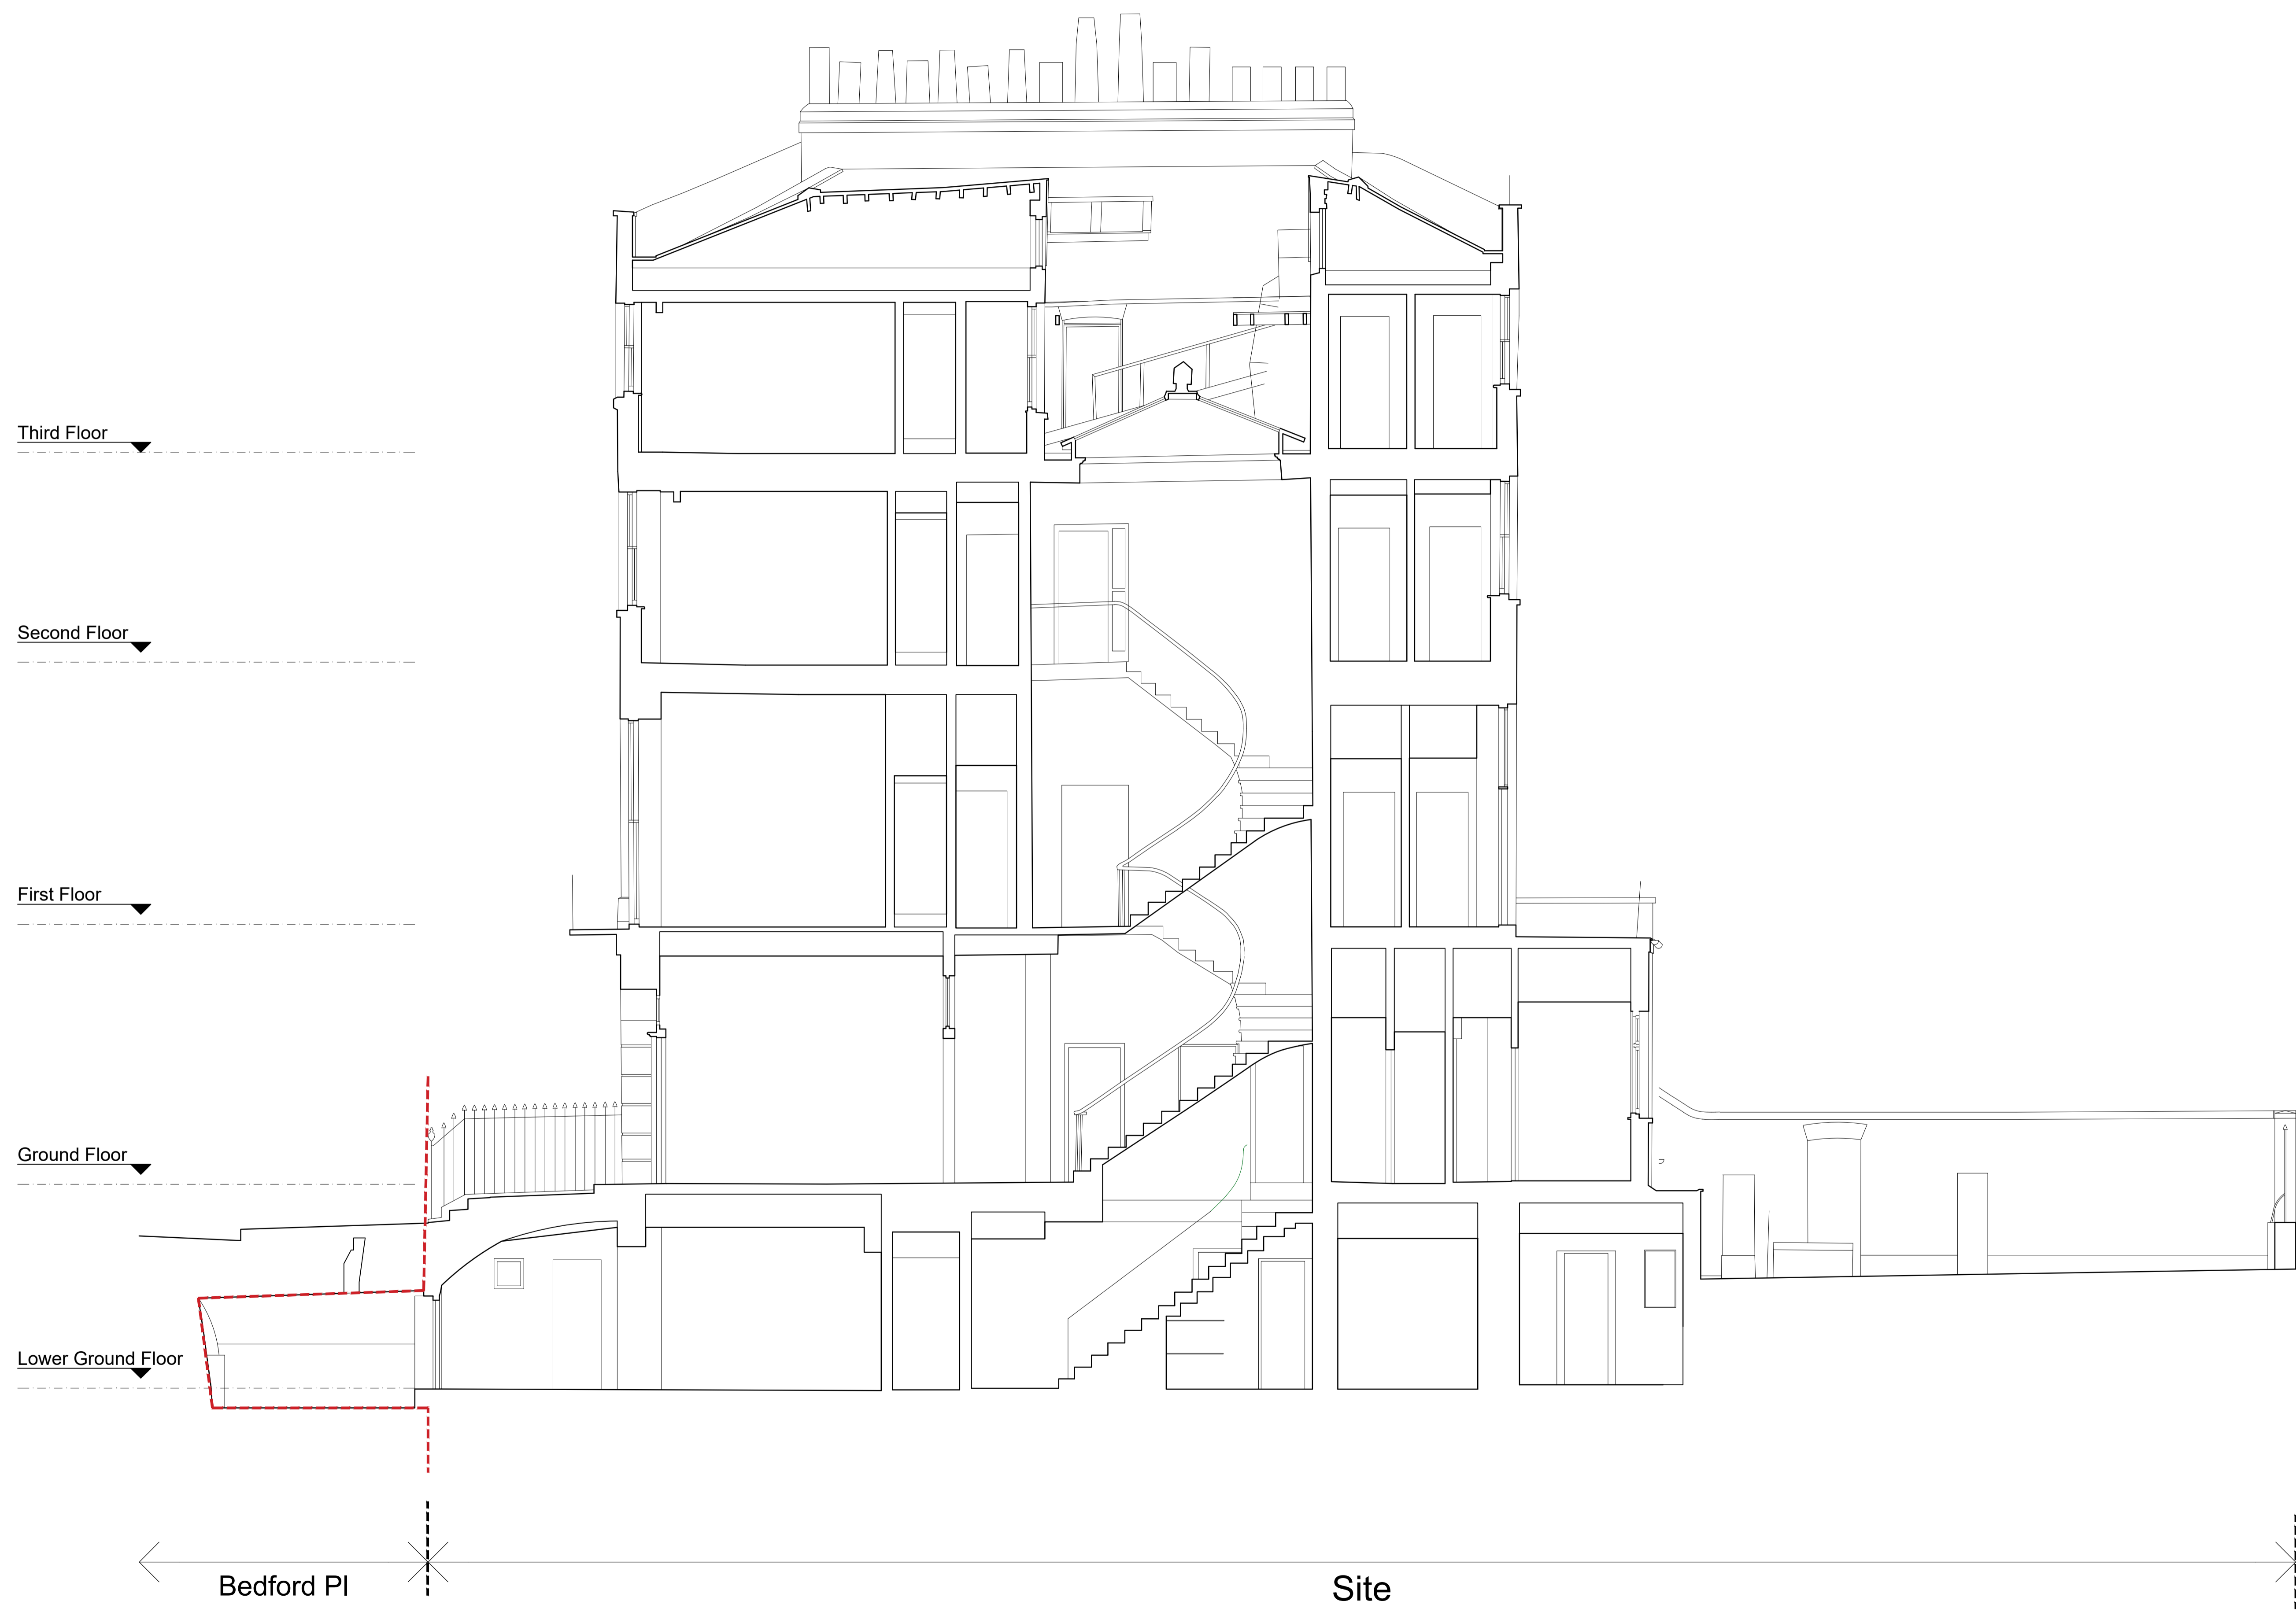 Third Floor
Second Floor
First Floor
Ground Floor
Lower Ground Floor
Bedford Pl
Site